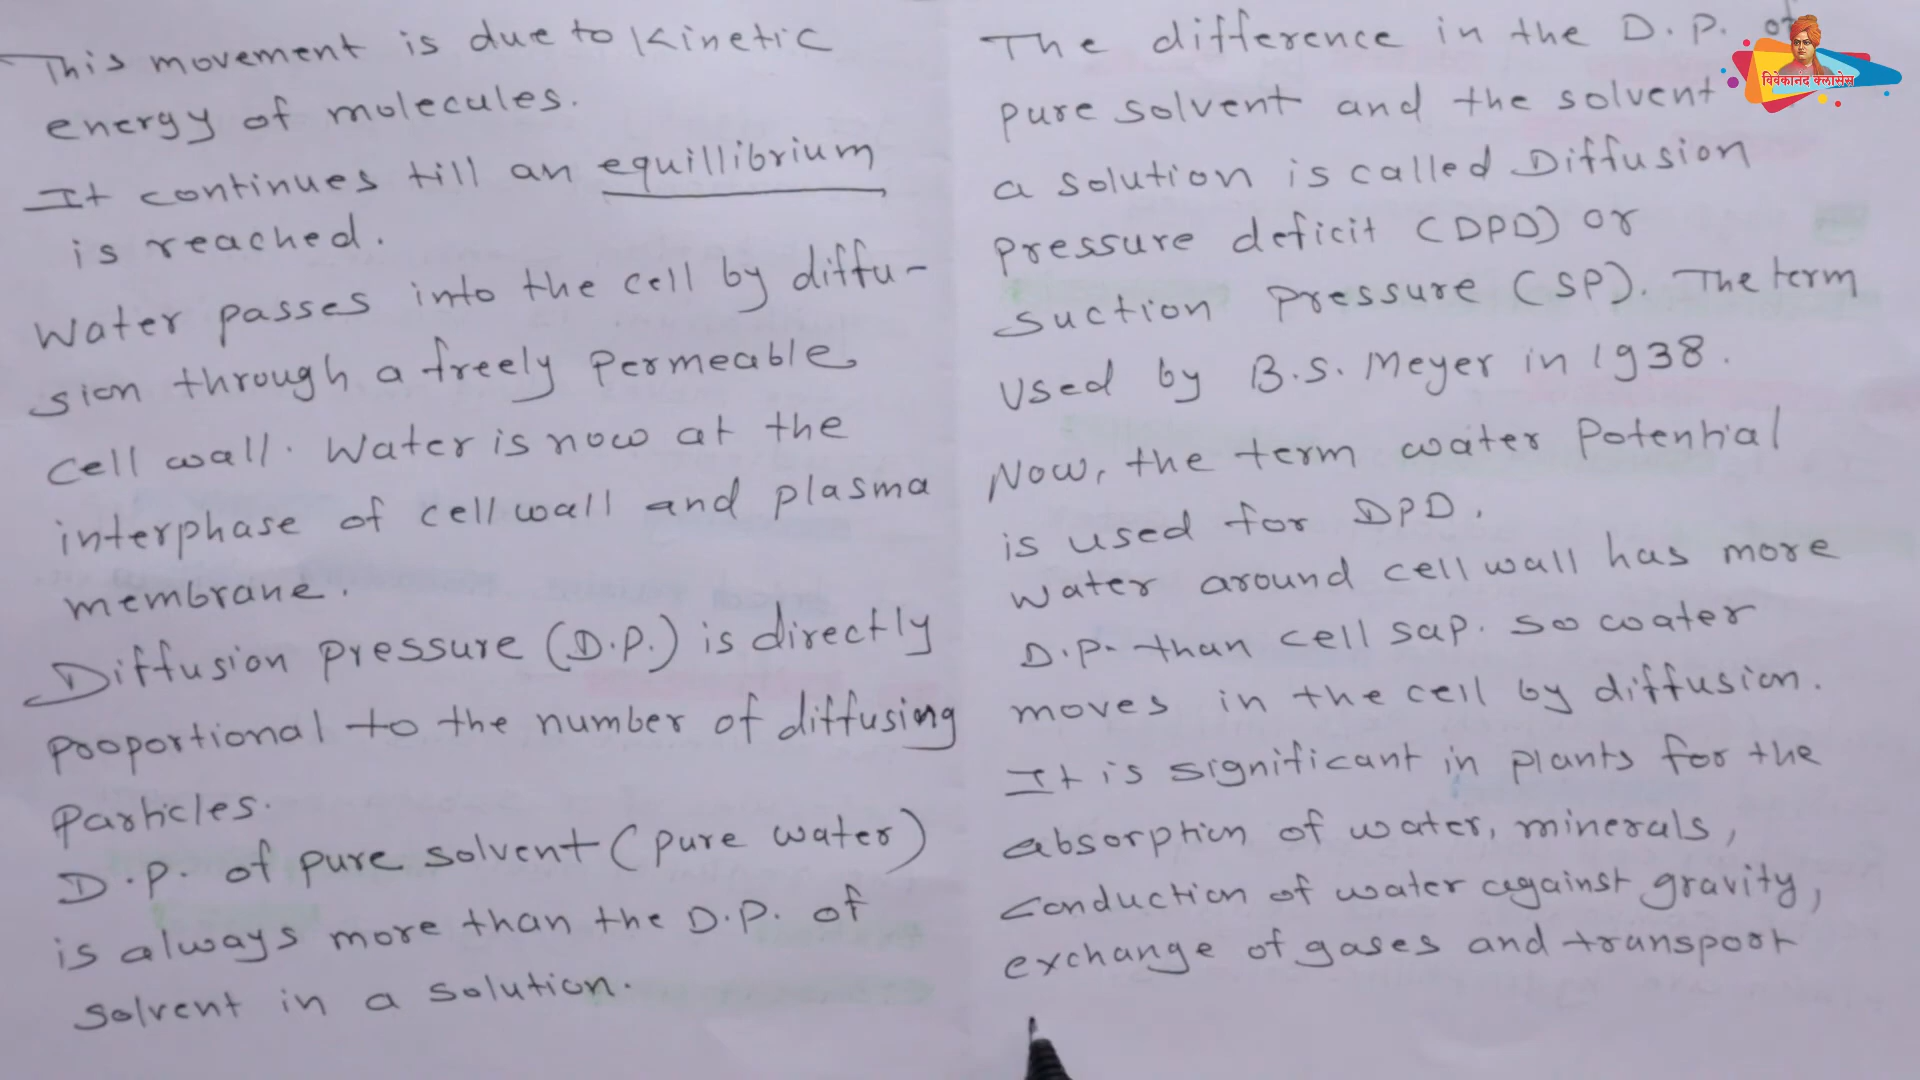 This movement is due to Kinetic
energy of molecules.
It continues till an equillibrium
is reached.
Water passes into the cell by diffu-
sion through a freely permeable
cell wall. Water is now at the
interphase of cell wall and plasma
membrane.
Diffusion pressure (D.P.) is directly
proportional to the number of diffusing
particles.
D.P. of pure solvent (pure water)
is always more than the D.P. of
solvent in a solution.
The difference in the D.P. of
pure solvent and the solvent
a solution is called Diffusion
pressure deficit (DPD) or
suction pressure (SP). The term
used by B.S. Meyer in 1938.
Now, the term water potential
is used for DPD.
Water around cell wall has more
D.P. than cell sap. So water
moves in the cell by diffusion.
It is significant in plants for the
absorption of water, minerals,
conduction of water against gravity,
exchange of gases and transport
विवेकानंद क्लासेस